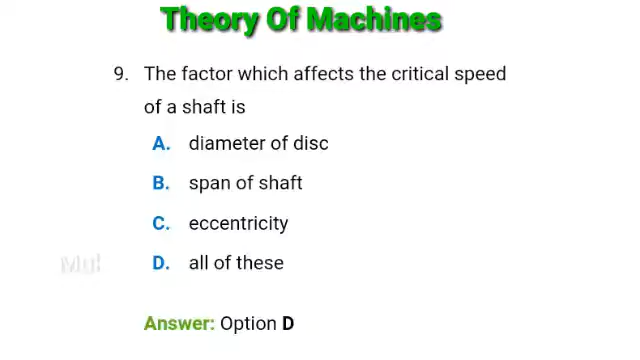 Theory Of Machines
9. The factor which affects the critical speed
of a shaft is
A. diameter of disc
B. span of shaft
C. eccentricity
D. all of these
Answer: Option D